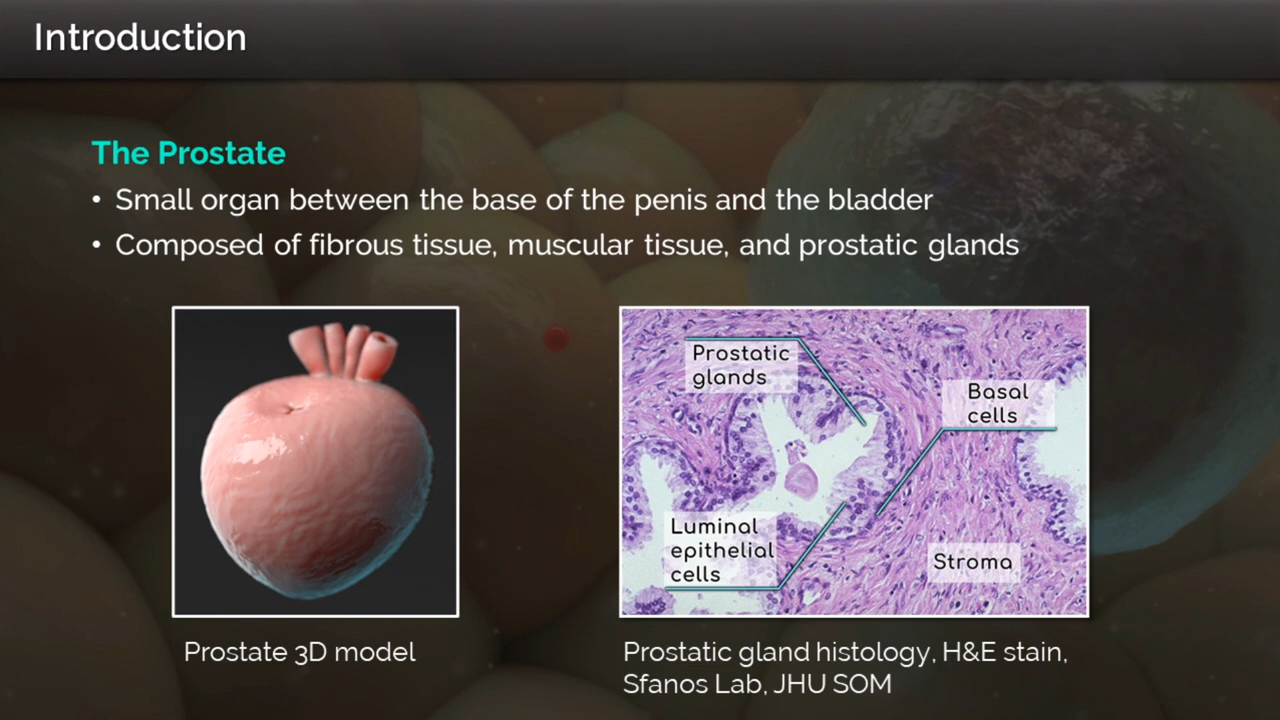 Introduction
The Prostate
• Small organ between the base of the penis and the bladder
• Composed of fibrous tissue, muscular tissue, and prostatic glands
Prostatic
glands
Basal
cells
Luminal
epithelial
cells
Stroma
Prostate 3D model
Prostatic gland histology, H&E stain,
Sfanos Lab, JHU SOM